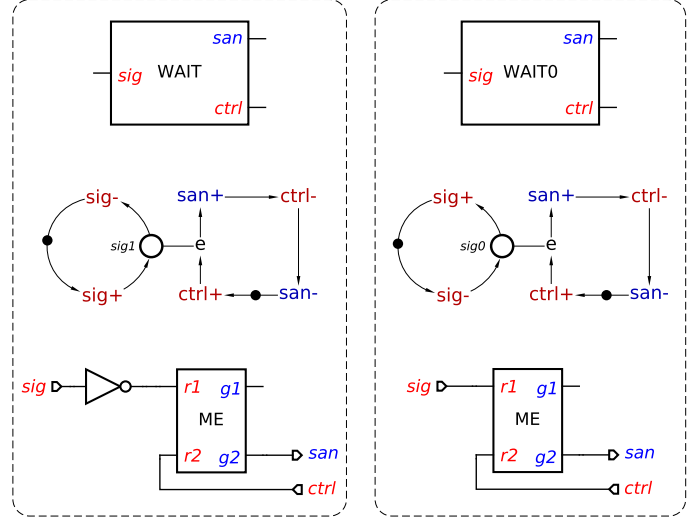 san
sig WAIT
ctrl
sig-
san+
ctrl-
sig1
e
sig+
ctrl+
san-
sig
r1 g1
ME
r2 g2
san
ctrl
san
sig WAIT0
ctrl
sig+
san+
ctrl-
sig0
e
sig-
ctrl+
san-
sig
r1 g1
ME
r2 g2
san
ctrl